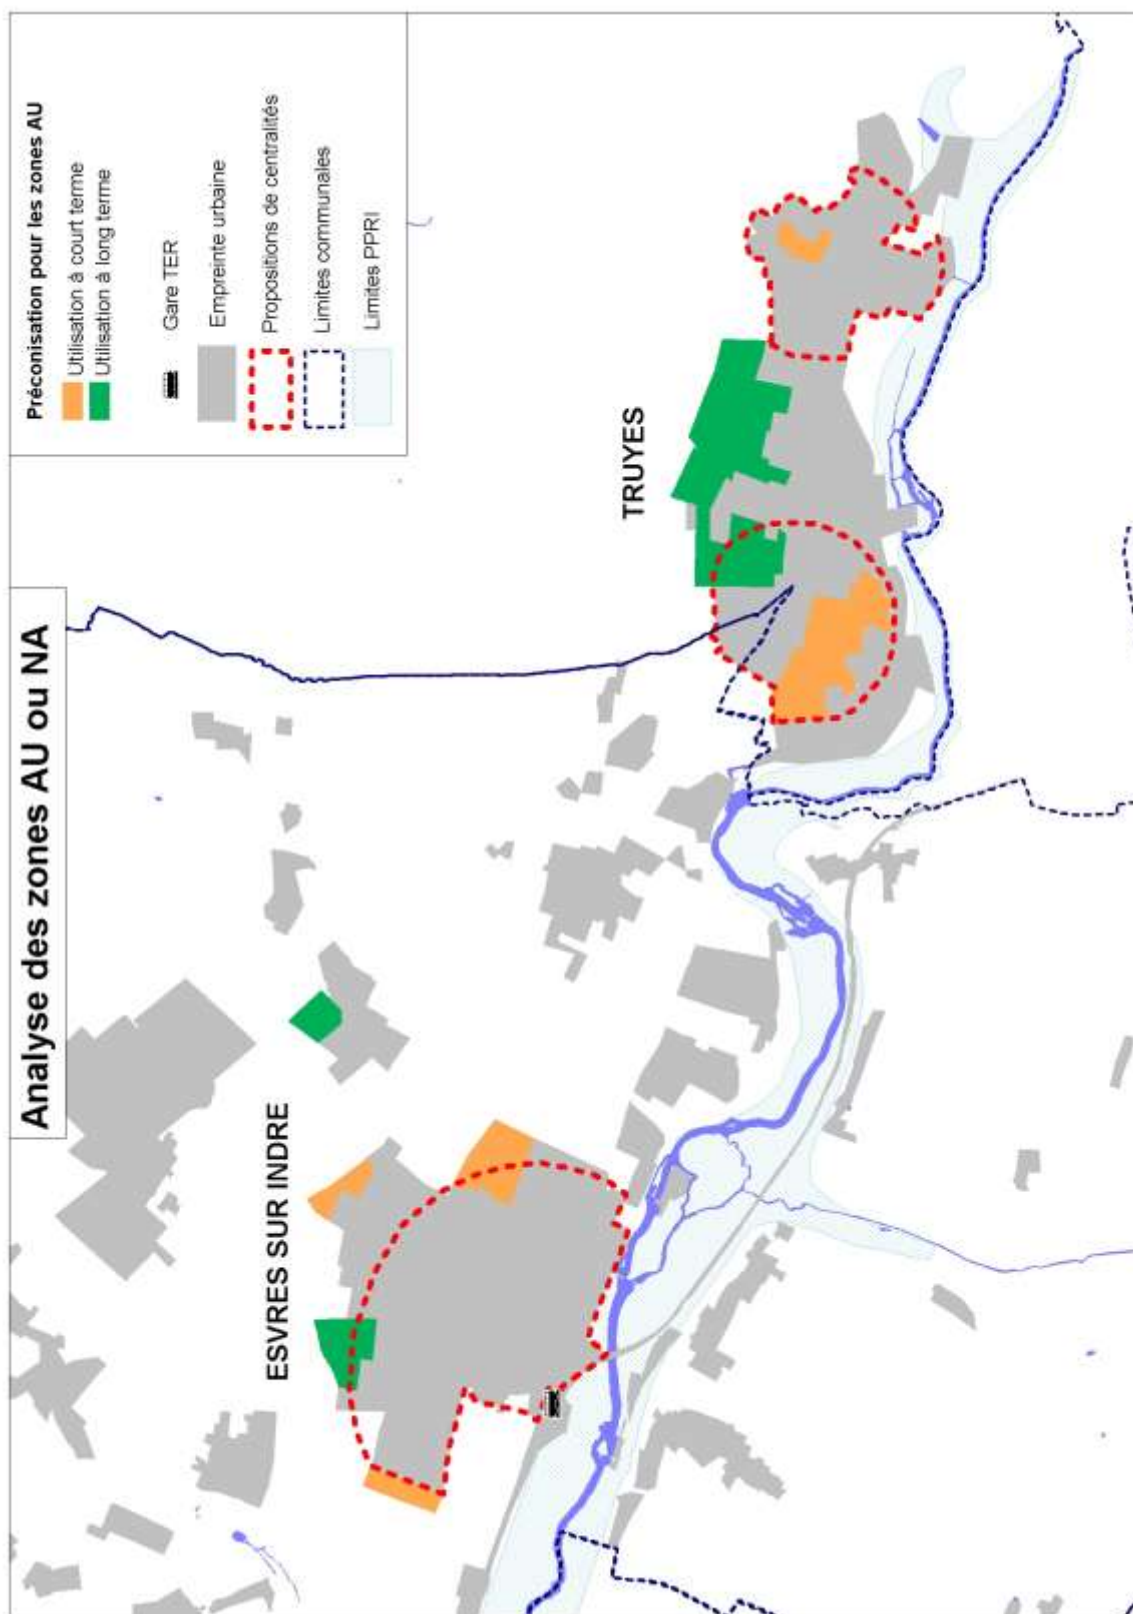 Analyse des zones AU ou NA
Préconisation pour les zones AU
Utilisation à court terme
Utilisation à long terme
Gare TER
Empreinte urbaine
Propositions de centralités
Limites communales
Limites PPRI
ESVRES SUR INDRE
TRUYES